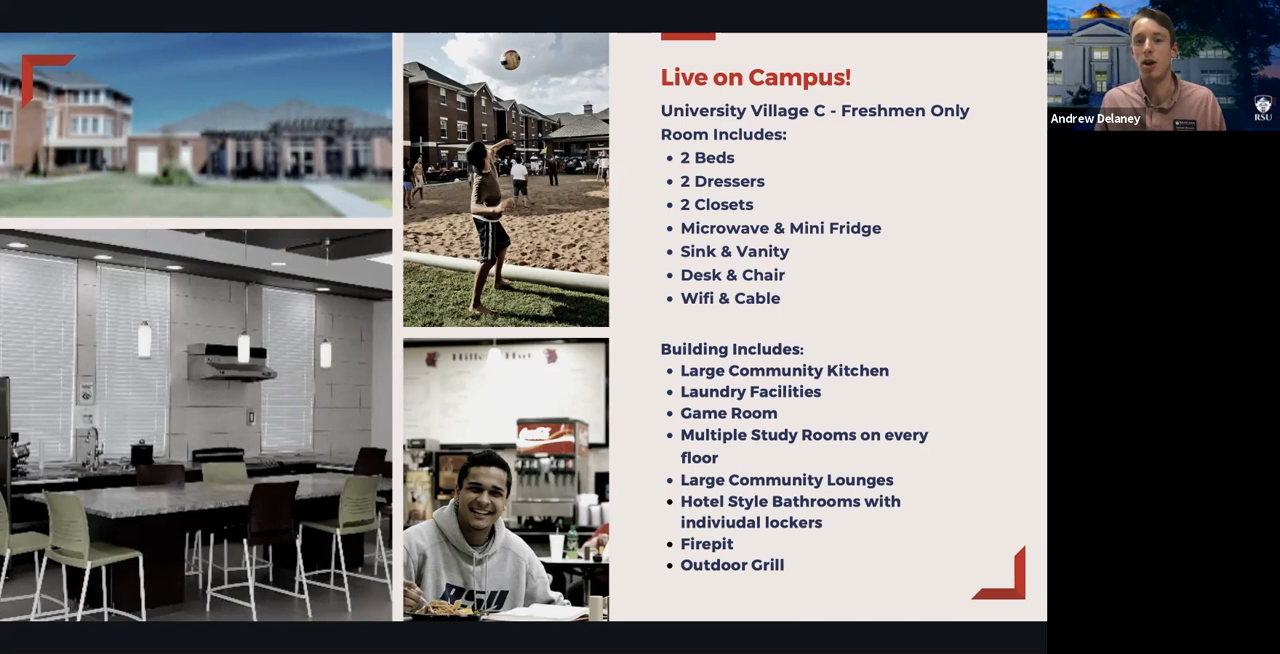 Live on Campus!
University Village C - Freshmen Only
Room Includes:
• 2 Beds
• 2 Dressers
• 2 Closets
• Microwave & Mini Fridge
• Sink & Vanity
• Desk & Chair
• Wifi & Cable
Building Includes:
• Large Community Kitchen
• Laundry Facilities
• Game Room
• Multiple Study Rooms on every
floor
• Large Community Lounges
• Hotel Style Bathrooms with
indiviudal lockers
• Firepit
• Outdoor Grill
Andrew Delaney
RSU
Hut
RSU